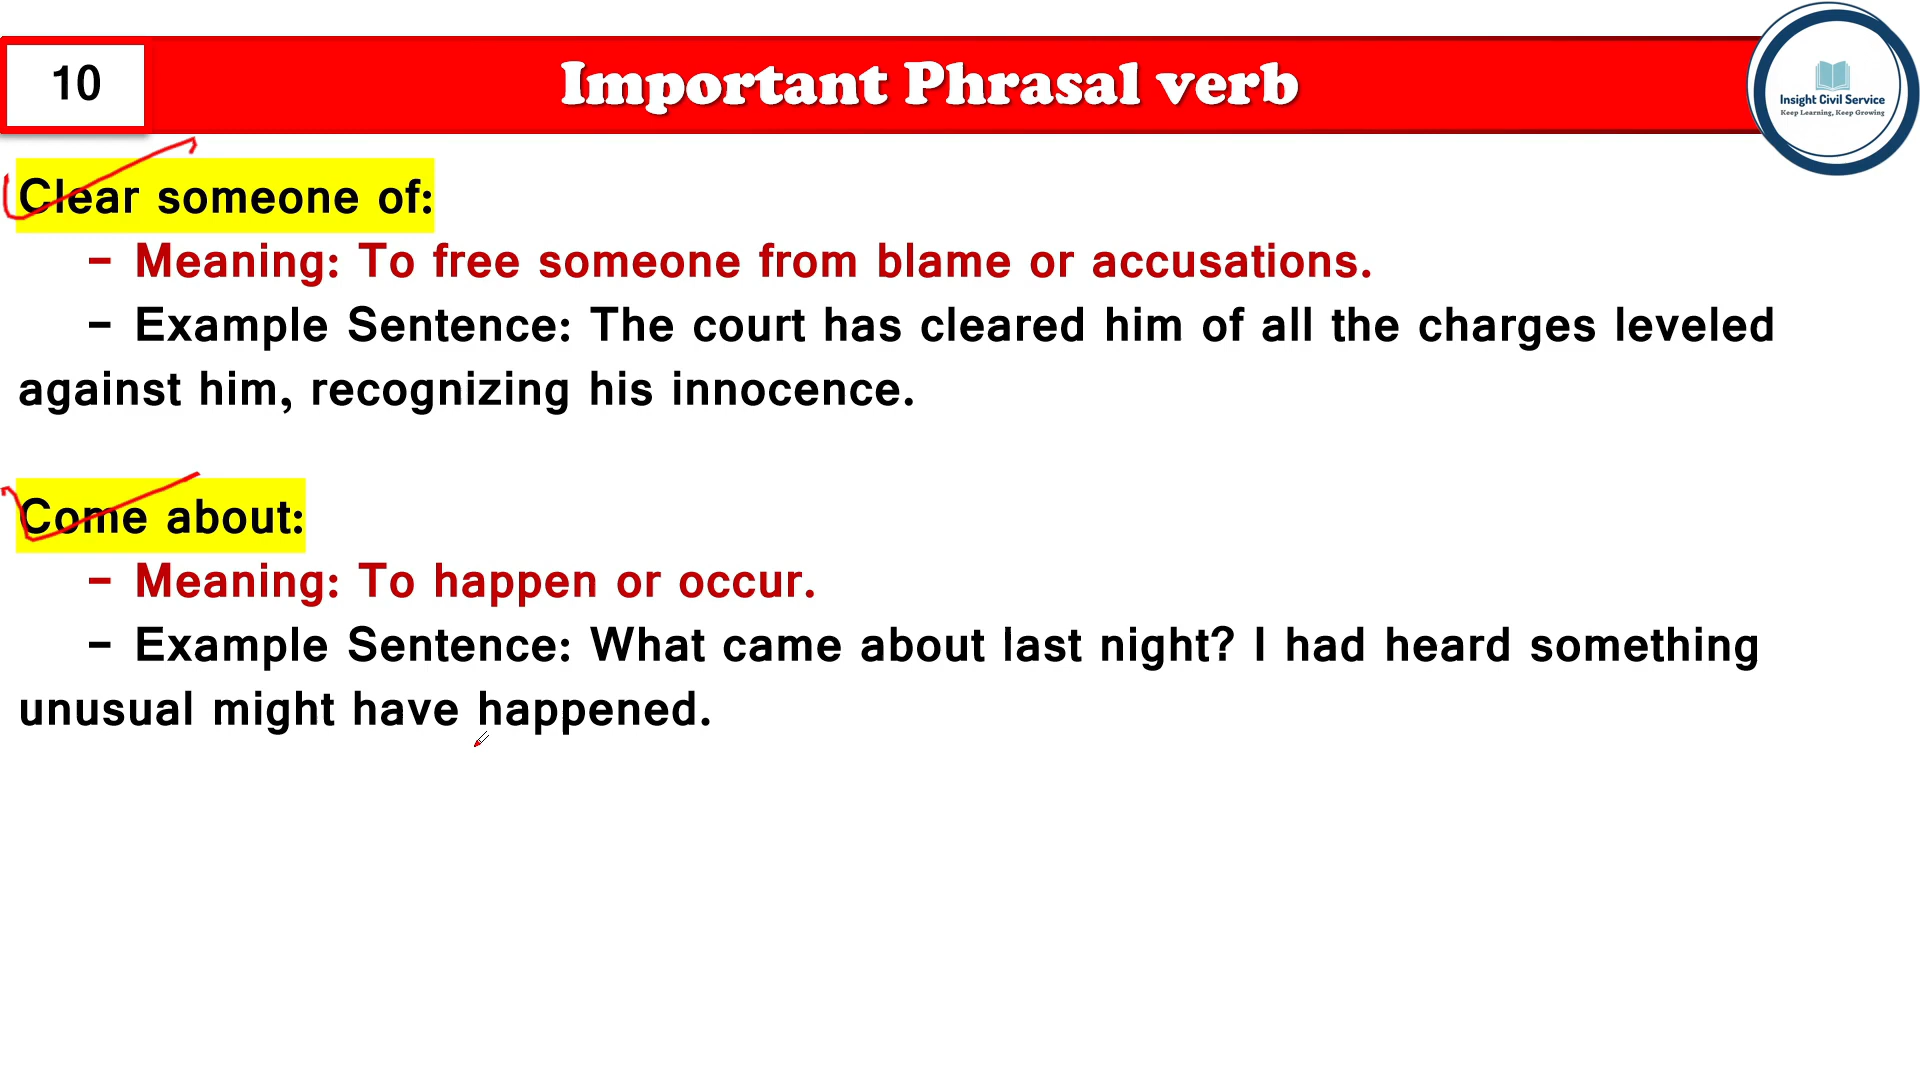 10
Important Phrasal verb
Insight Civil Service
Keep Learning, Keep Growing
Clear someone of:
– Meaning: To free someone from blame or accusations.
– Example Sentence: The court has cleared him of all the charges leveled
against him, recognizing his innocence.
Come about:
– Meaning: To happen or occur.
– Example Sentence: What came about last night? I had heard something
unusual might have happened.